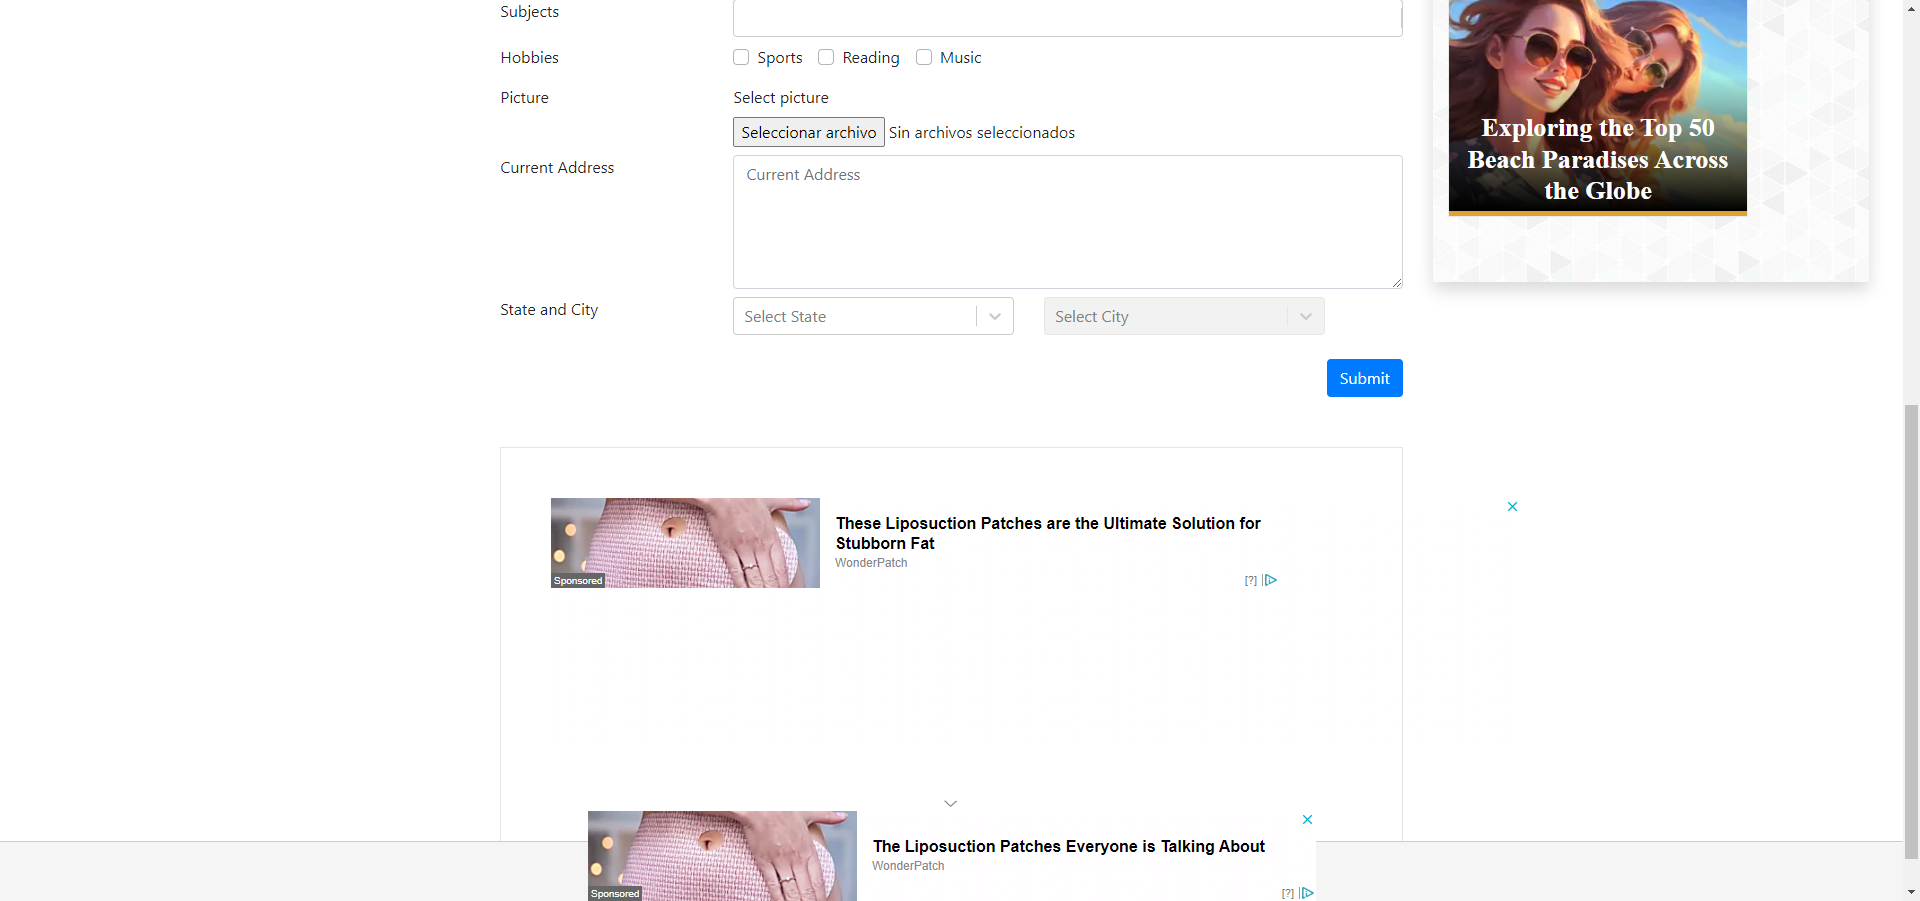 Subjects
Hobbies
Sports Reading Music
Picture
Select picture
Seleccionar archivo Sin archivos seleccionados
Current Address
Current Address
State and City
Select State
Select City
Submit
Exploring the Top 50
Beach Paradises Across
the Globe
These Liposuction Patches are the Ultimate Solution for
Stubborn Fat
WonderPatch
Sponsored
[?]
The Liposuction Patches Everyone is Talking About
WonderPatch
Sponsored
[?]